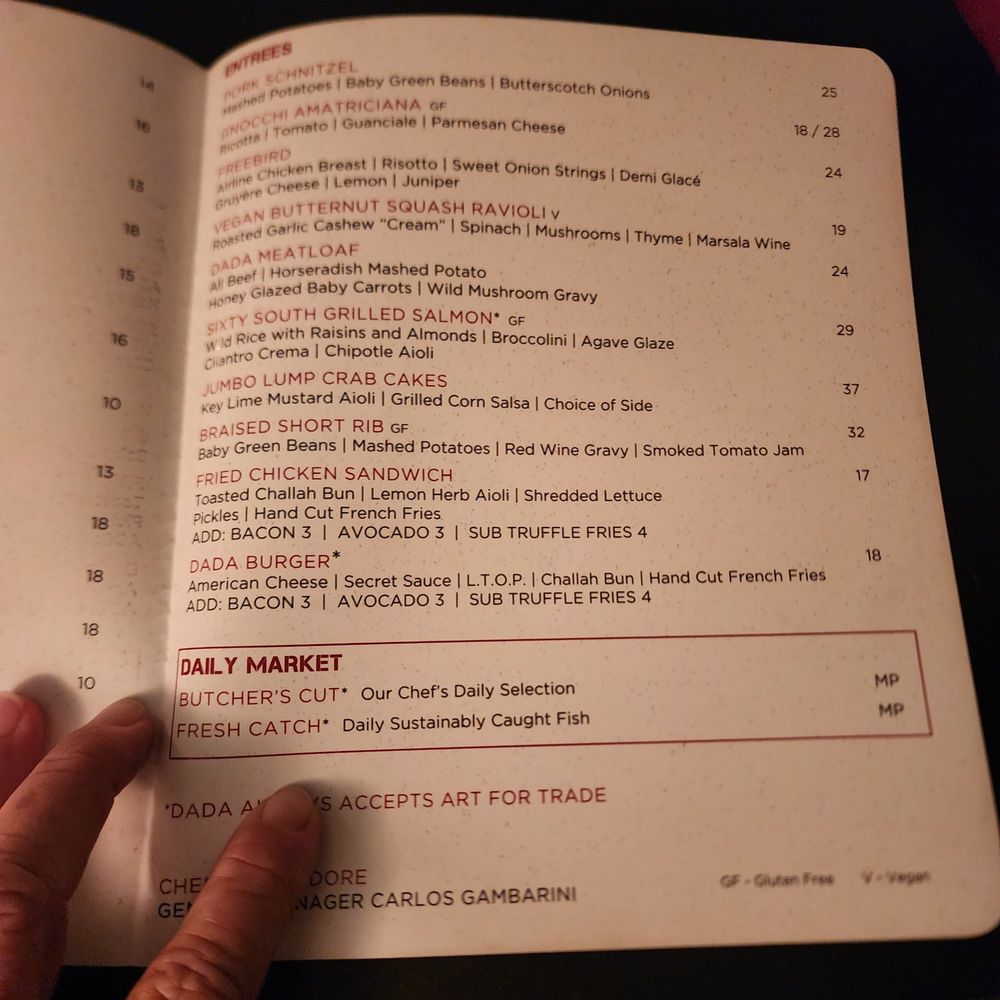 14
16
13
18
15
16
10
13
18
18
18
10
ENTREES
PORK SCHNITZEL 25
Mashed Potatoes | Baby Green Beans | Butterscotch Onions
GNOCCHI AMATRICIANA GF 18 / 28
Ricotta | Tomato | Guanciale | Parmesan Cheese
FREEBIRD 24
Airline Chicken Breast | Risotto | Sweet Onion Strings | Demi Glacé
Gruyère Cheese | Lemon | Juniper
VEGAN BUTTERNUT SQUASH RAVIOLI V 19
Roasted Garlic Cashew "Cream" | Spinach | Mushrooms | Thyme | Marsala Wine
DADA MEATLOAF 24
All Beef | Horseradish Mashed Potato
Honey Glazed Baby Carrots | Wild Mushroom Gravy
SIXTY SOUTH GRILLED SALMON* GF 29
Wild Rice with Raisins and Almonds | Broccolini | Agave Glaze
Cilantro Crema | Chipotle Aioli
JUMBO LUMP CRAB CAKES 37
Key Lime Mustard Aioli | Grilled Corn Salsa | Choice of Side
BRAISED SHORT RIB GF 32
Baby Green Beans | Mashed Potatoes | Red Wine Gravy | Smoked Tomato Jam
FRIED CHICKEN SANDWICH 17
Toasted Challah Bun | Lemon Herb Aioli | Shredded Lettuce
Pickles | Hand Cut French Fries
ADD: BACON 3 | AVOCADO 3 | SUB TRUFFLE FRIES 4
DADA BURGER* 18
American Cheese | Secret Sauce | L.T.O.P. | Challah Bun | Hand Cut French Fries
ADD: BACON 3 | AVOCADO 3 | SUB TRUFFLE FRIES 4
DAILY MARKET
BUTCHER'S CUT* Our Chef's Daily Selection MP
FRESH CATCH* Daily Sustainably Caught Fish MP
*DADA ACCEPTS ART FOR TRADE
DORE
CARLOS GAMBARINI
GF - Gluten Free V - Vegan